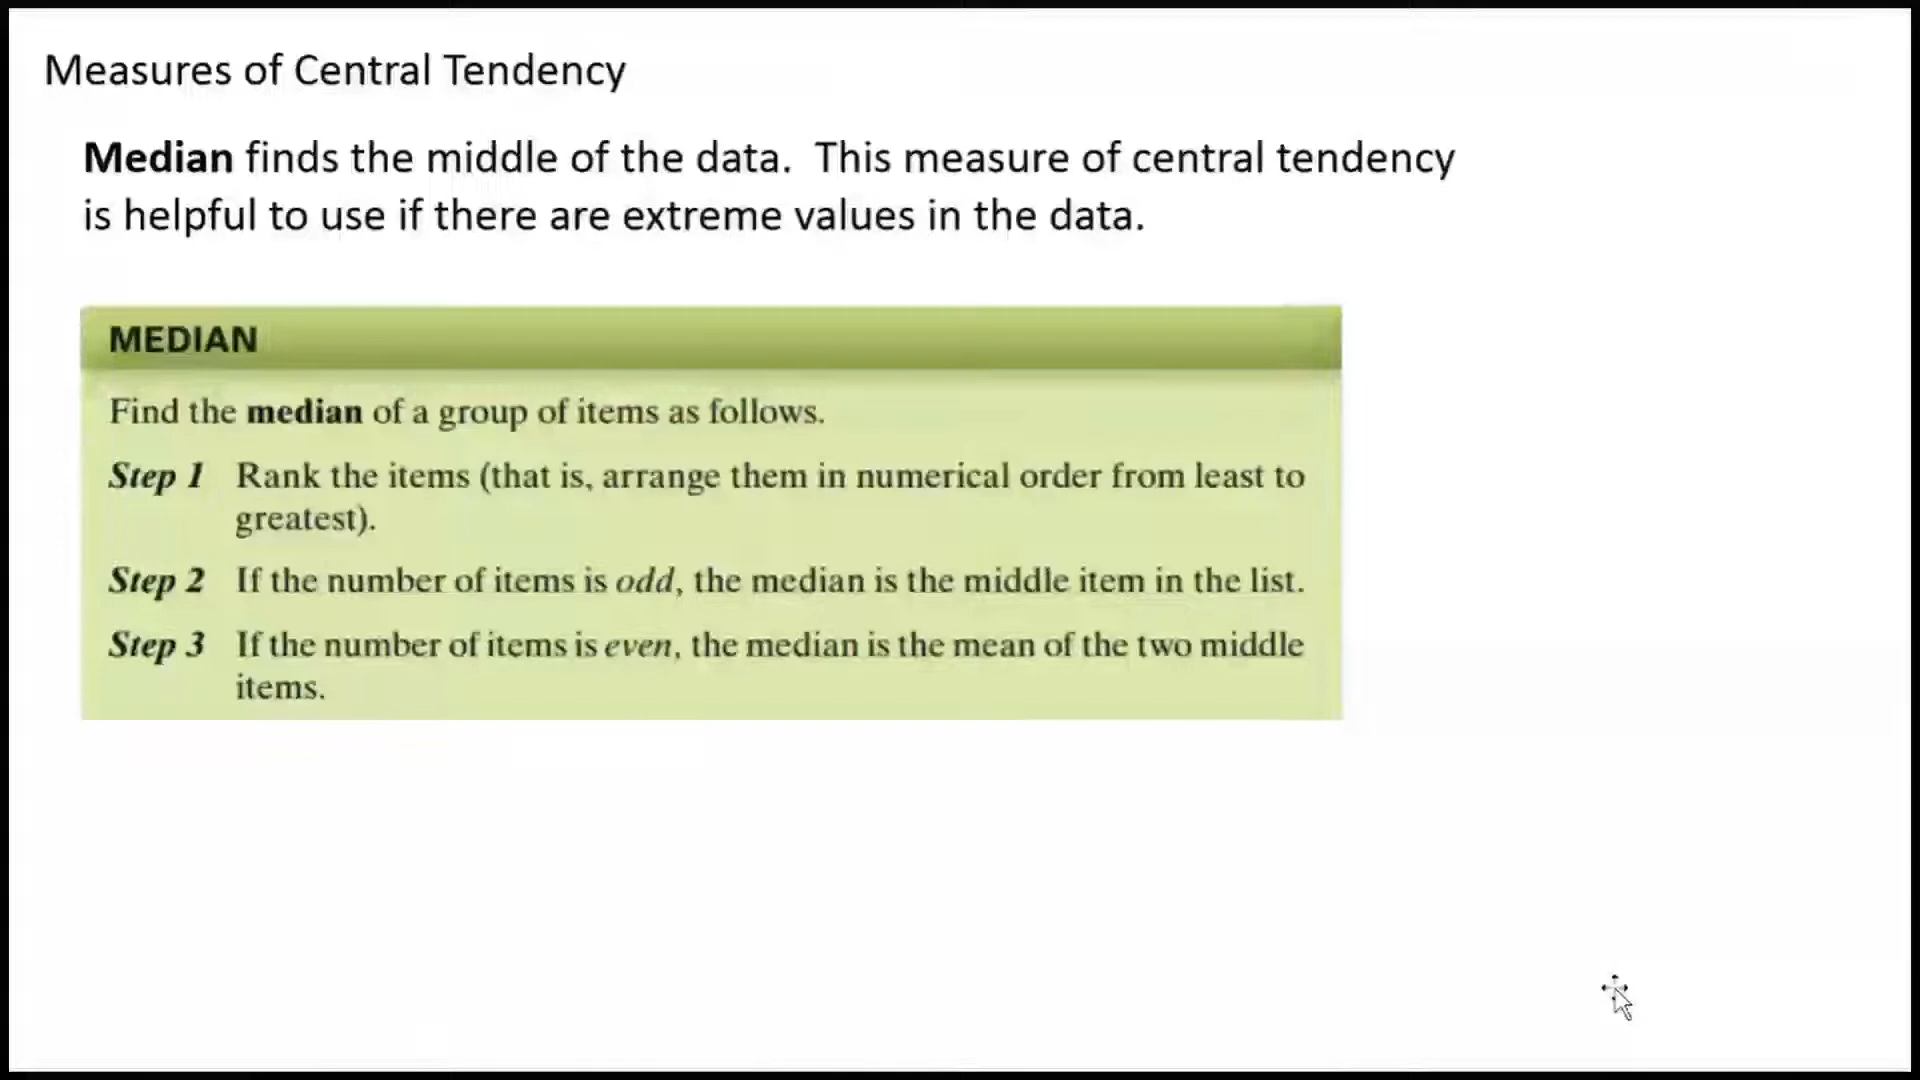 Measures of Central Tendency
Median finds the middle of the data. This measure of central tendency
is helpful to use if there are extreme values in the data.
MEDIAN
Find the median of a group of items as follows.
Step 1 Rank the items (that is, arrange them in numerical order from least to
greatest).
Step 2 If the number of items is odd, the median is the middle item in the list.
Step 3 If the number of items is even, the median is the mean of the two middle
items.